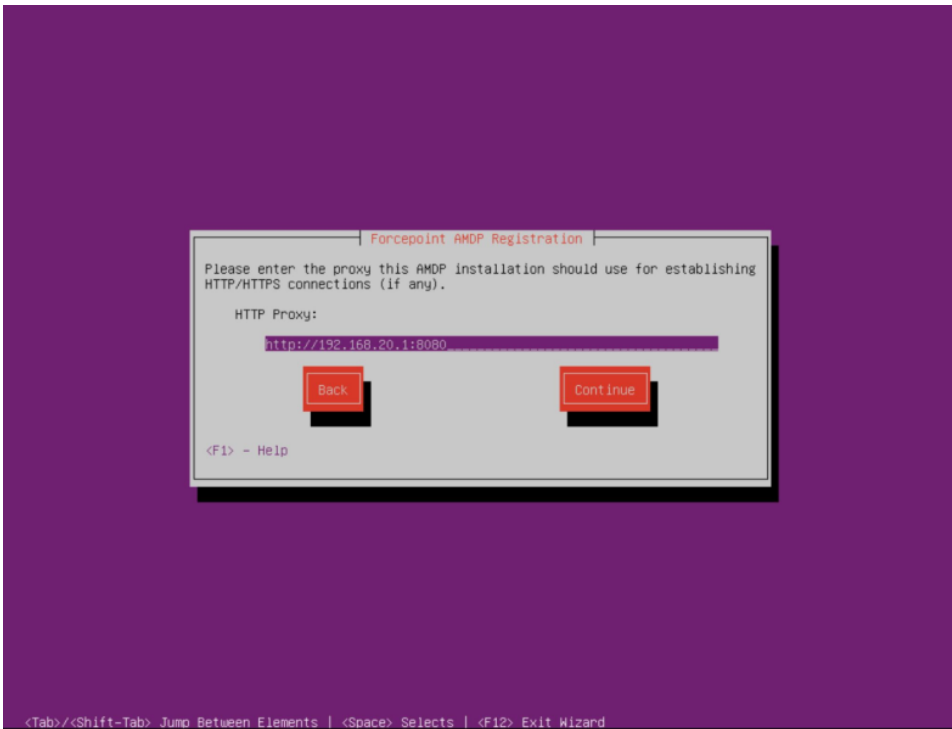 Forcepoint AMDP Registration
Please enter the proxy this AMDP installation should use for establishing
HTTP/HTTPS connections (if any).
HTTP Proxy:
http://192.168.20.1:8080
Back
Continue
<F1> - Help
<Tab>/<Shift-Tab> Jump Between Elements | <Space> Selects | <F12> Exit Wizard